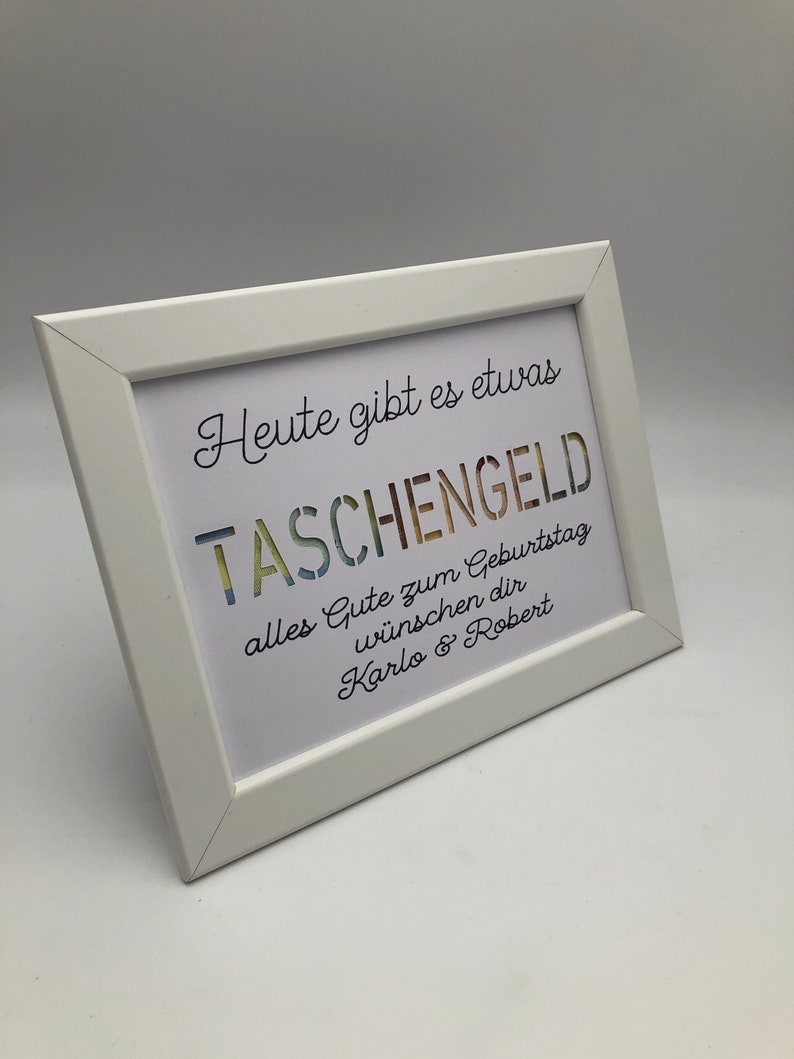 Heute gibt es etwas
TASCHENGELD
alles Gute zum Geburtstag
wünschen dir
Karlo & Robert